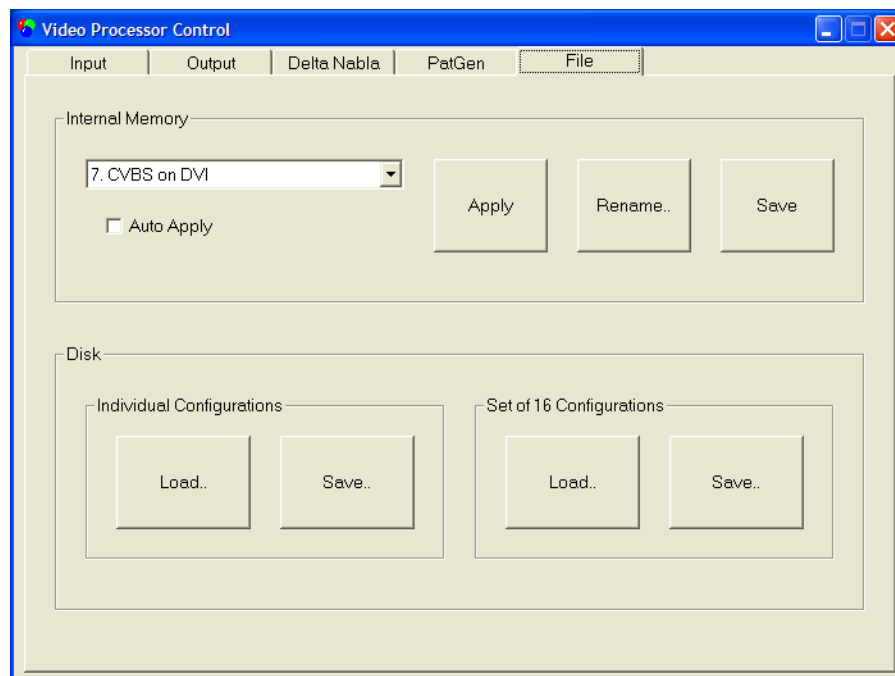 Video Processor Control
Input Output Delta Nabla PatGen File
Internal Memory
7. CVBS on DVI
Apply Rename.. Save
Auto Apply
Disk
Individual Configurations Set of 16 Configurations
Load.. Save.. Load.. Save..